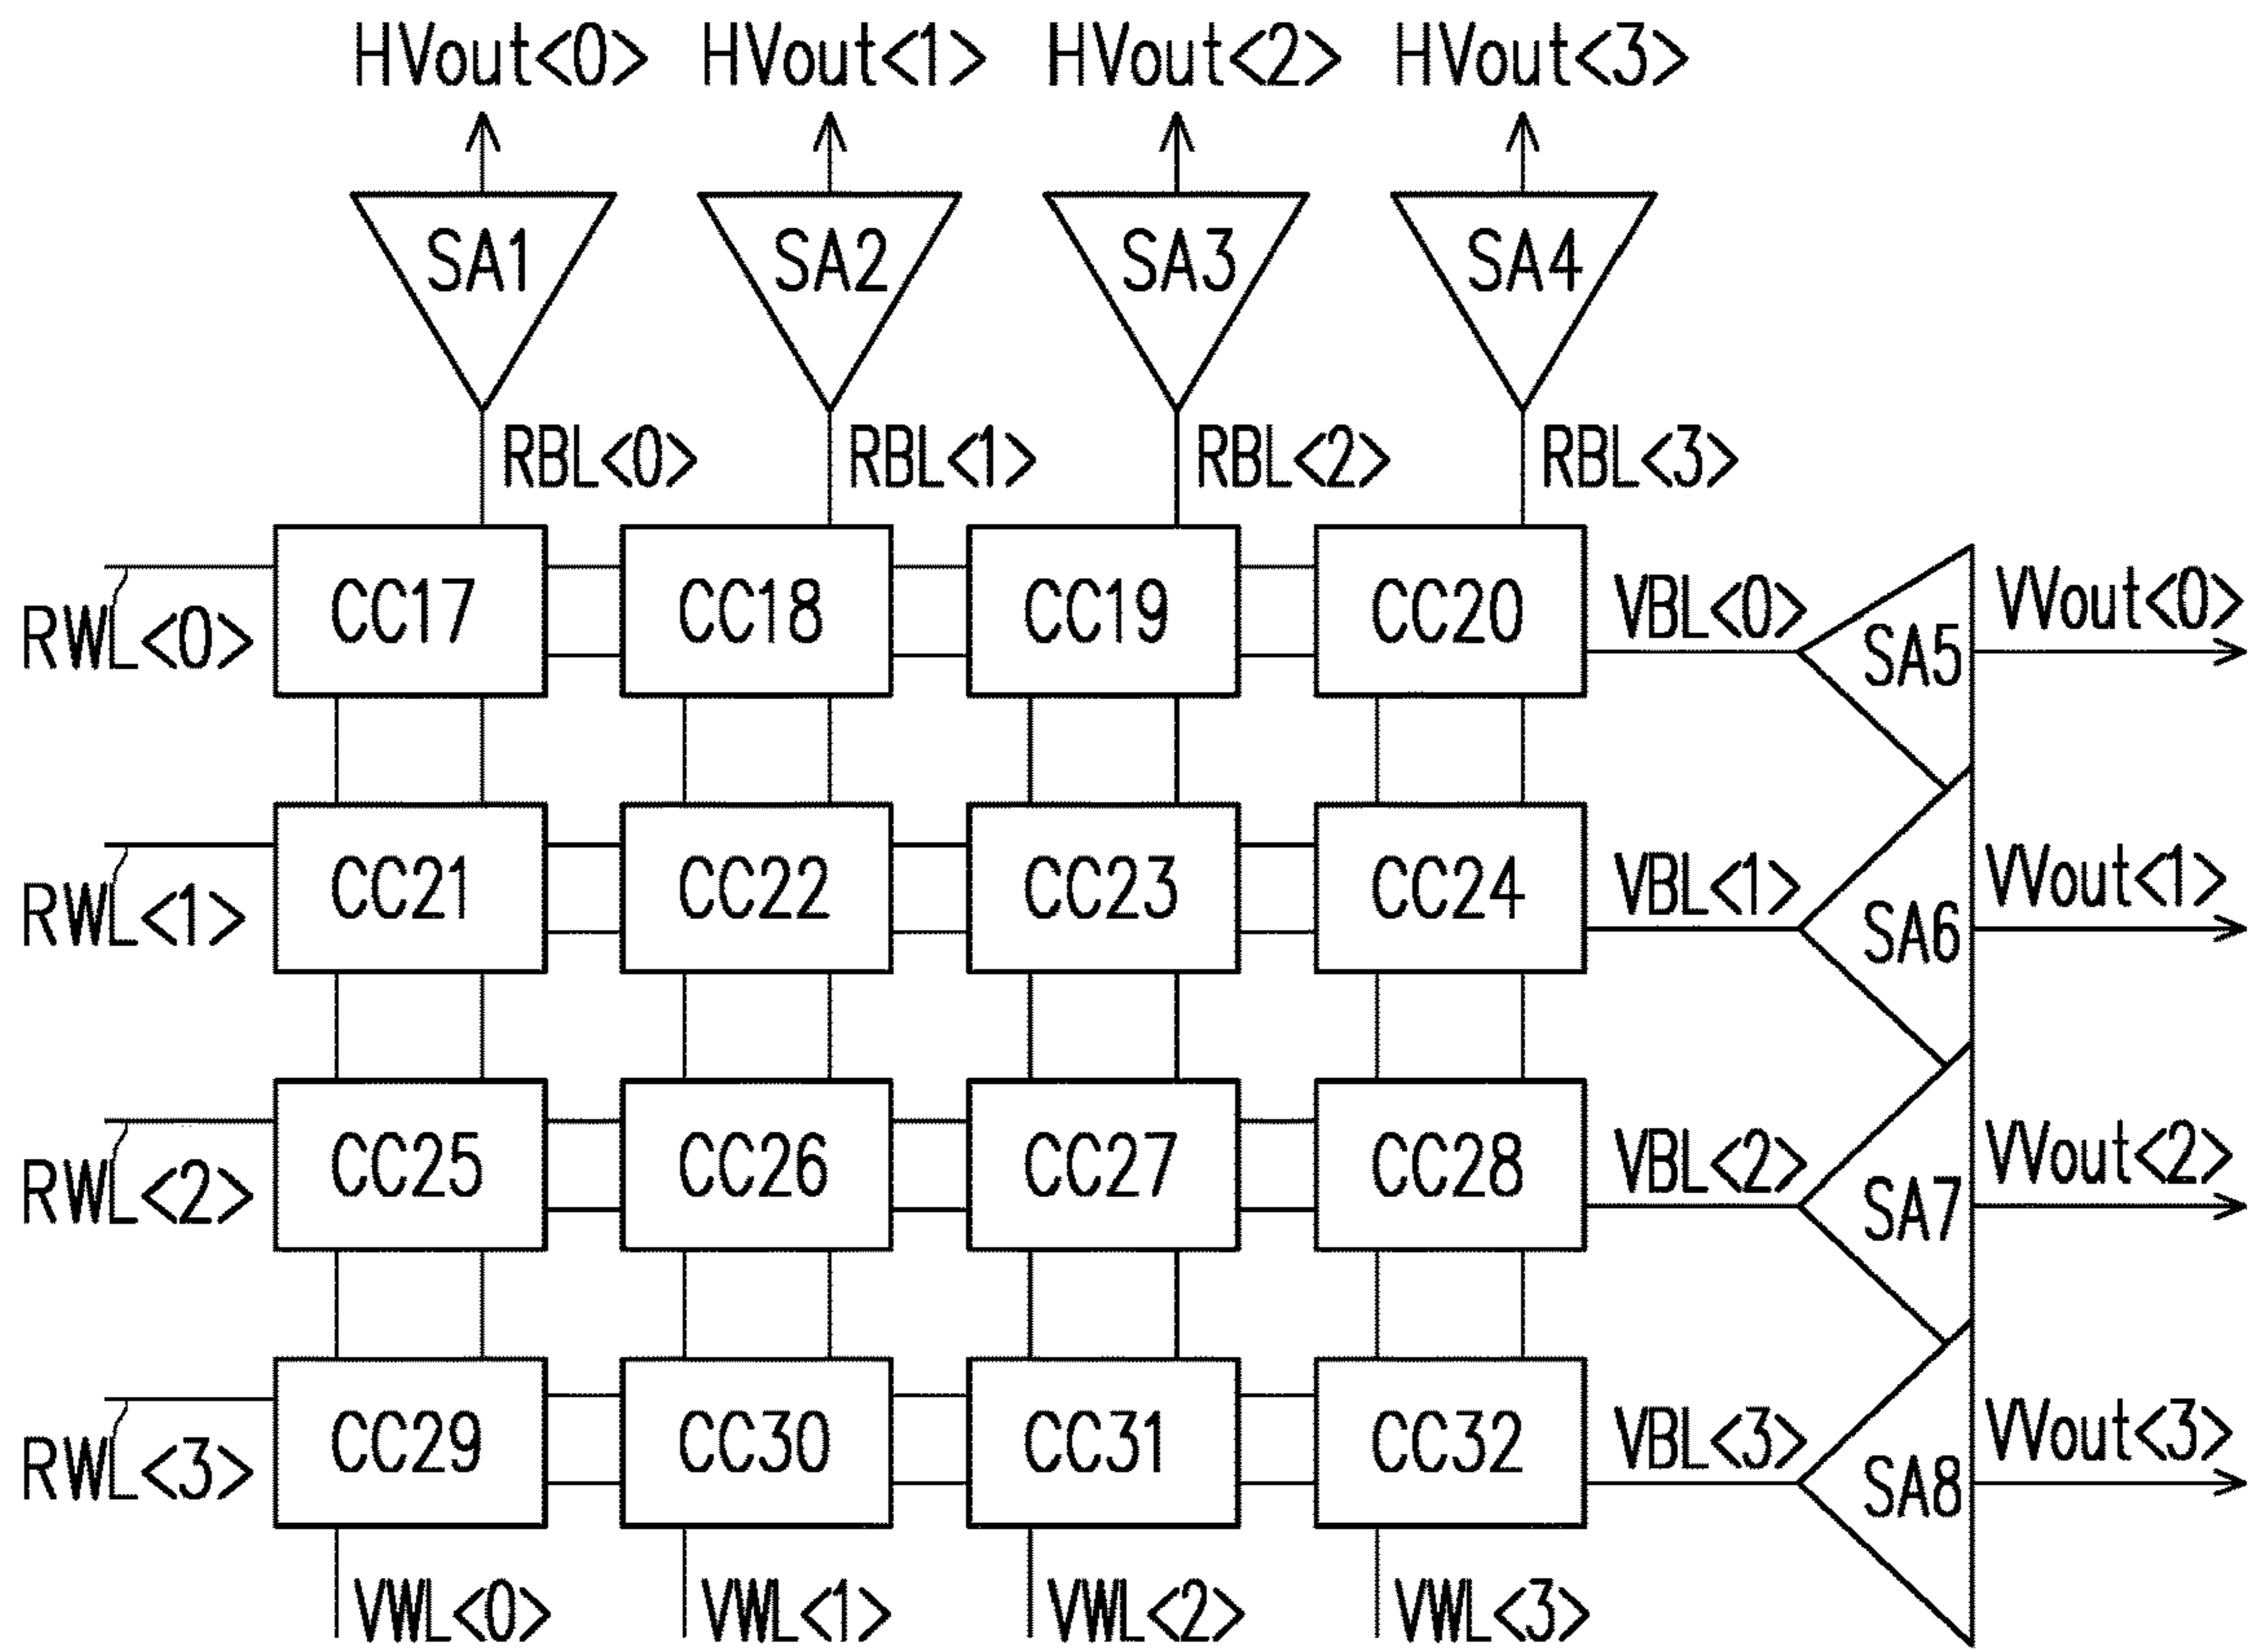 HVout<0> HVout<1> HVout<2> HVout<3>
SA1 SA2 SA3 SA4
RBL<0> RBL<1> RBL<2> RBL<3>
RWL<0> CC17 CC18 CC19 CC20 VBL<0> SA5 VVout<0>
RWL<1> CC21 CC22 CC23 CC24 VBL<1> SA6 VVout<1>
RWL<2> CC25 CC26 CC27 CC28 VBL<2> SA7 VVout<2>
RWL<3> CC29 CC30 CC31 CC32 VBL<3> SA8 VVout<3>
VWL<0> VWL<1> VWL<2> VWL<3>